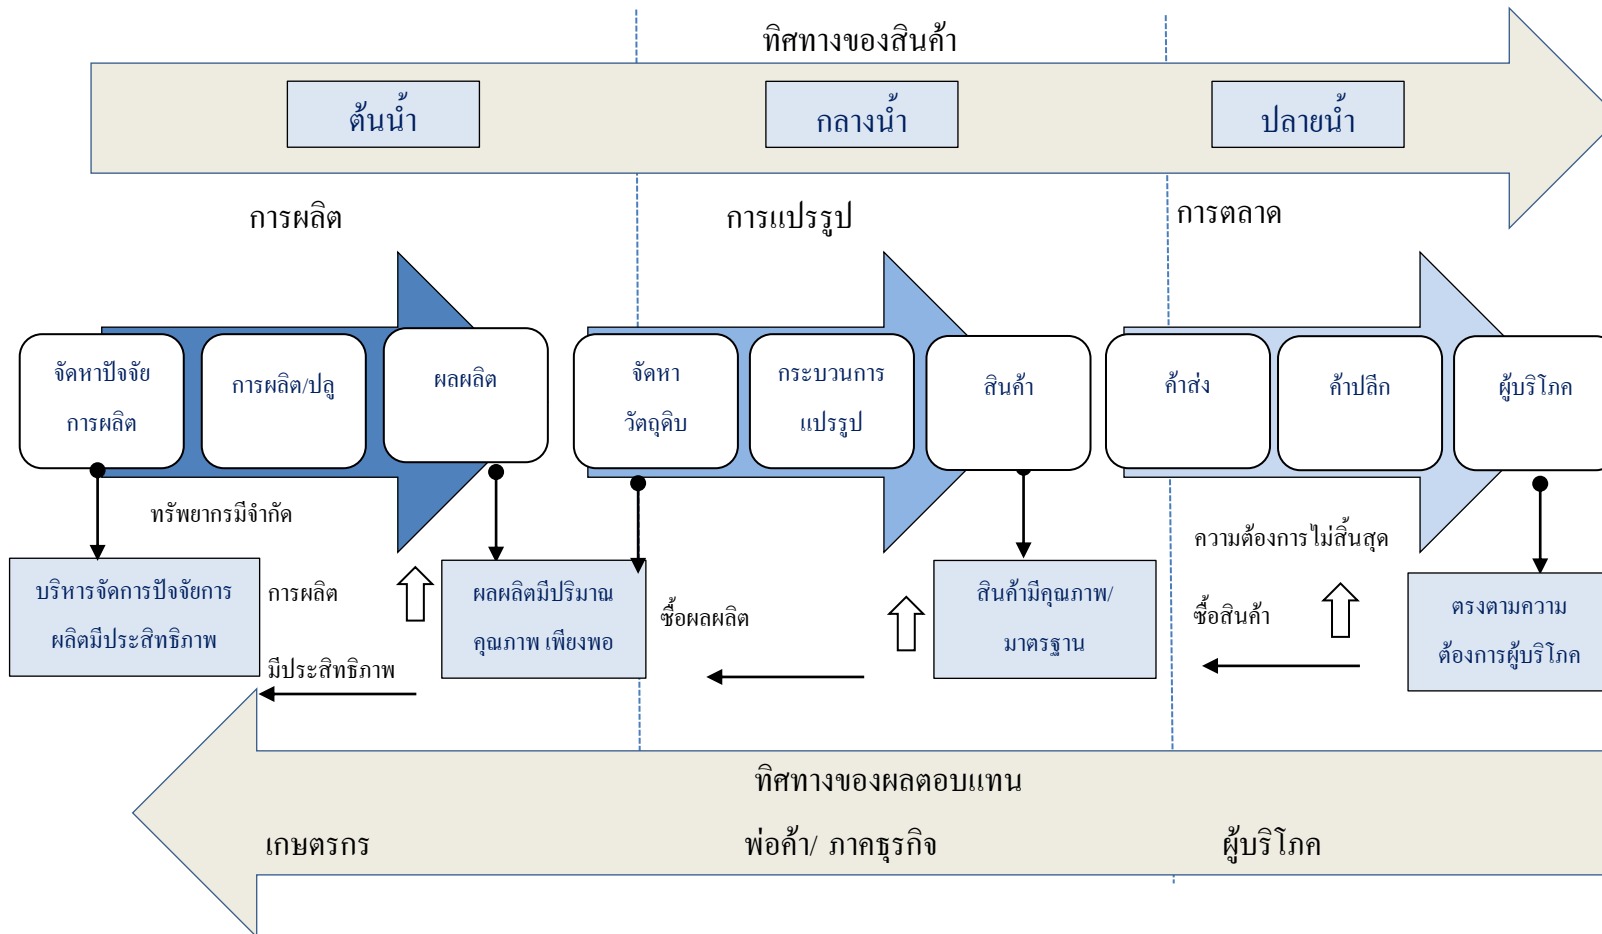 ทิศทางของสินค้า
ต้นน้ำ
กลางน้ำ
ปลายน้ำ
การผลิต
การแปรรูป
การตลาด
จัดหาปัจจัย
การผลิต
การผลิต/ปลู
ผลผลิต
จัดหา
วัตถุดิบ
กระบวนการ
แปรรูป
สินค้า
ค้าส่ง
ค้าปลีก
ผู้บริโภค
ทรัพยากรมีจำกัด
ความต้องการไม่สิ้นสุด
บริหารจัดการปัจจัยการ
ผลิตมีประสิทธิภาพ
การผลิต
มีประสิทธิภาพ
ผลผลิตมีปริมาณ
คุณภาพ เพียงพอ
ซื้อผลผลิต
สินค้ามีคุณภาพ/
มาตรฐาน
ซื้อสินค้า
ตรงตามความ
ต้องการผู้บริโภค
ทิศทางของผลตอบแทน
เกษตรกร
พ่อค้า/ ภาคธุรกิจ
ผู้บริโภค